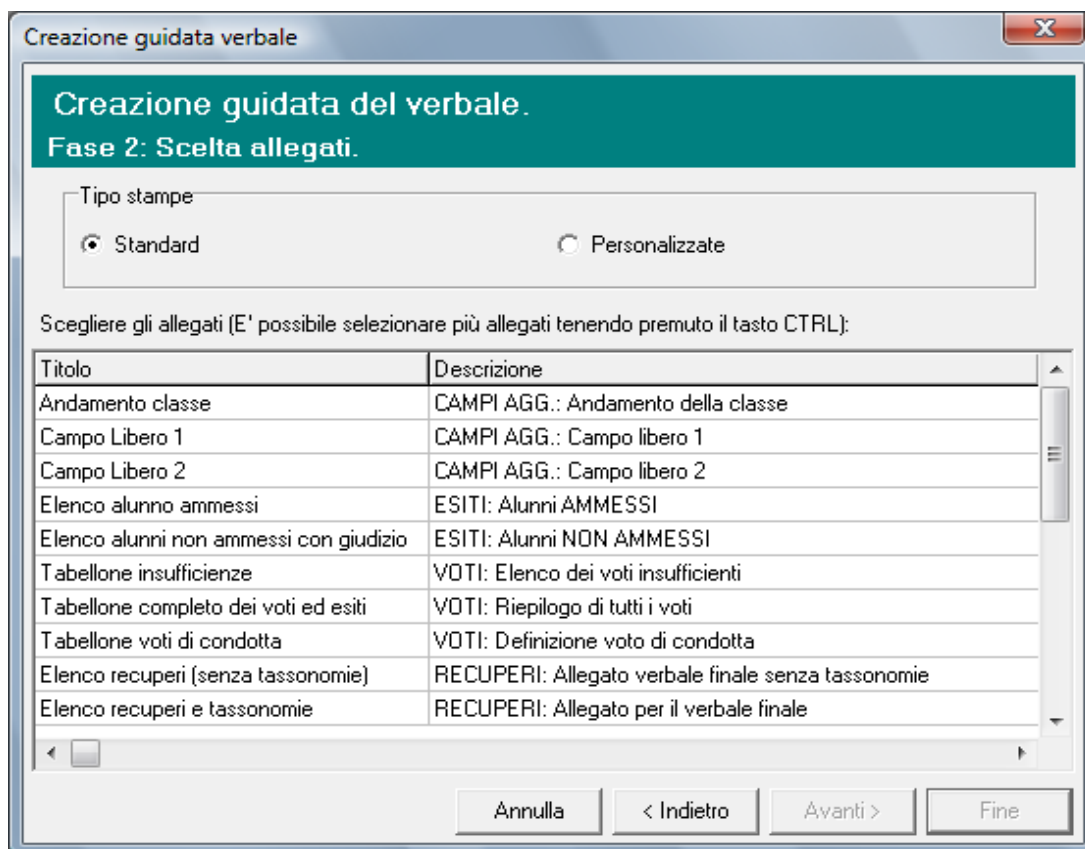 Creazione guidata verbale
Creazione guidata del verbale.
Fase 2: Scelta allegati.
Tipo stampe
Standard Personalizzate
Scegliere gli allegati (E' possibile selezionare più allegati tenendo premuto il tasto CTRL):
Titolo Descrizione
Andamento classe CAMPI AGG.: Andamento della classe
Campo Libero 1 CAMPI AGG.: Campo libero 1
Campo Libero 2 CAMPI AGG.: Campo libero 2
Elenco alunno ammessi ESITI: Alunni AMMESSI
Elenco alunni non ammessi con giudizio ESITI: Alunni NON AMMESSI
Tabellone insufficienze VOTI: Elenco dei voti insufficienti
Tabellone completo dei voti ed esiti VOTI: Riepilogo di tutti i voti
Tabellone voti di condotta VOTI: Definizione voto di condotta
Elenco recuperi (senza tassonomie) RECUPERI: Allegato verbale finale senza tassonomie
Elenco recuperi e tassonomie RECUPERI: Allegato per il verbale finale
Annulla < Indietro Avanti > Fine